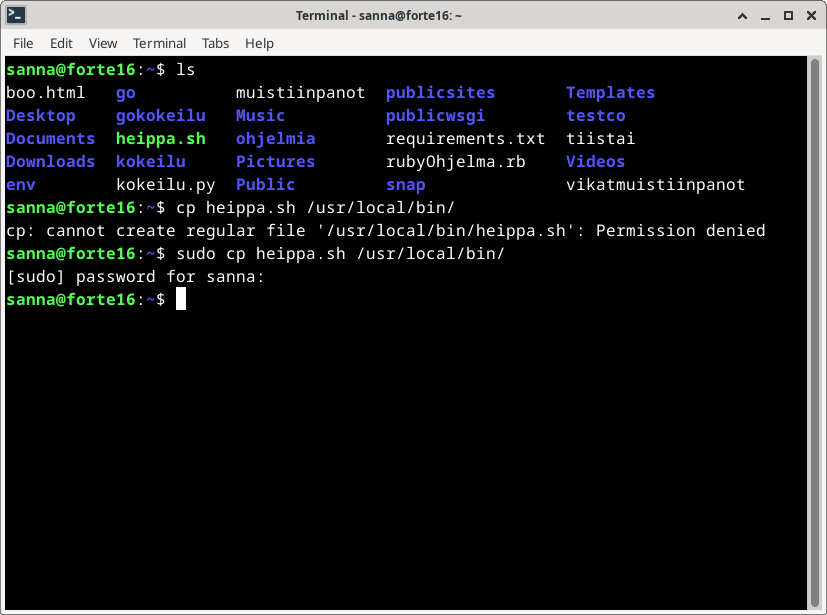 Terminal - sanna@forte16: ~
File Edit View Terminal Tabs Help
sanna@forte16:~$ ls
boo.html go muistiinpanot publicsites Templates
Desktop gokokeilu Music publicwsgi testco
Documents heippa.sh ohjelmia requirements.txt tiistai
Downloads kokeilu Pictures rubyOhjelma.rb Videos
env kokeilu.py Public snap vikatmuistiinpanot
sanna@forte16:~$ cp heippa.sh /usr/local/bin/
cp: cannot create regular file '/usr/local/bin/heippa.sh': Permission denied
sanna@forte16:~$ sudo cp heippa.sh /usr/local/bin/
[sudo] password for sanna:
sanna@forte16:~$